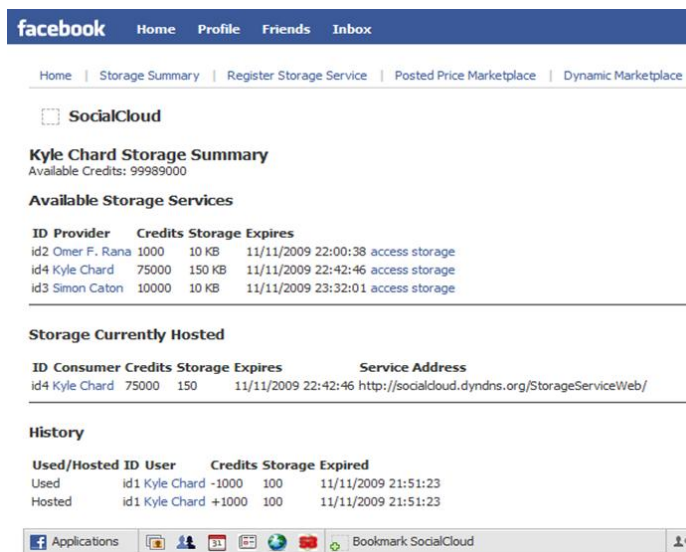 facebook Home Profile Friends Inbox
Home | Storage Summary | Register Storage Service | Posted Price Marketplace | Dynamic Marketplace
SocialCloud
Kyle Chard Storage Summary
Available Credits: 99989000
Available Storage Services
ID Provider Credits Storage Expires
id2 Omer F. Rana 1000 10 KB 11/11/2009 22:00:38 access storage
id4 Kyle Chard 75000 150 KB 11/11/2009 22:42:46 access storage
id3 Simon Caton 10000 10 KB 11/11/2009 23:32:01 access storage
Storage Currently Hosted
ID Consumer Credits Storage Expires Service Address
id4 Kyle Chard 75000 150 11/11/2009 22:42:46 http://socialcloud.dyndns.org/StorageServiceWeb/
History
Used/Hosted ID User Credits Storage Expired
Used id1 Kyle Chard -1000 100 11/11/2009 21:51:23
Hosted id1 Kyle Chard +1000 100 11/11/2009 21:51:23
Applications 31 Bookmark SocialCloud